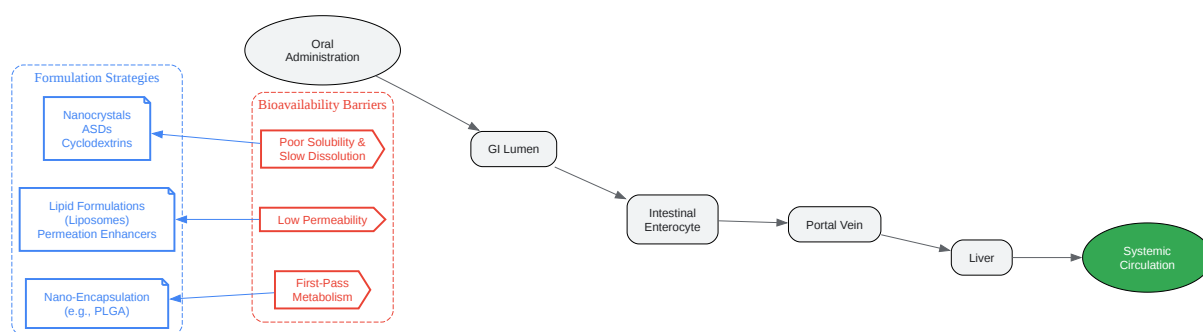 Oral
Administration
Formulation Strategies
Nanocrystals
ASDs
Cyclodextrins
Lipid Formulations
(Liposomes)
Permeation Enhancers
Nano-Encapsulation
(e.g., PLGA)
Bioavailability Barriers
Poor Solubility &
Slow Dissolution
Low Permeability
First-Pass
Metabolism
GI Lumen
Intestinal
Enterocyte
Portal Vein
Liver
Systemic
Circulation